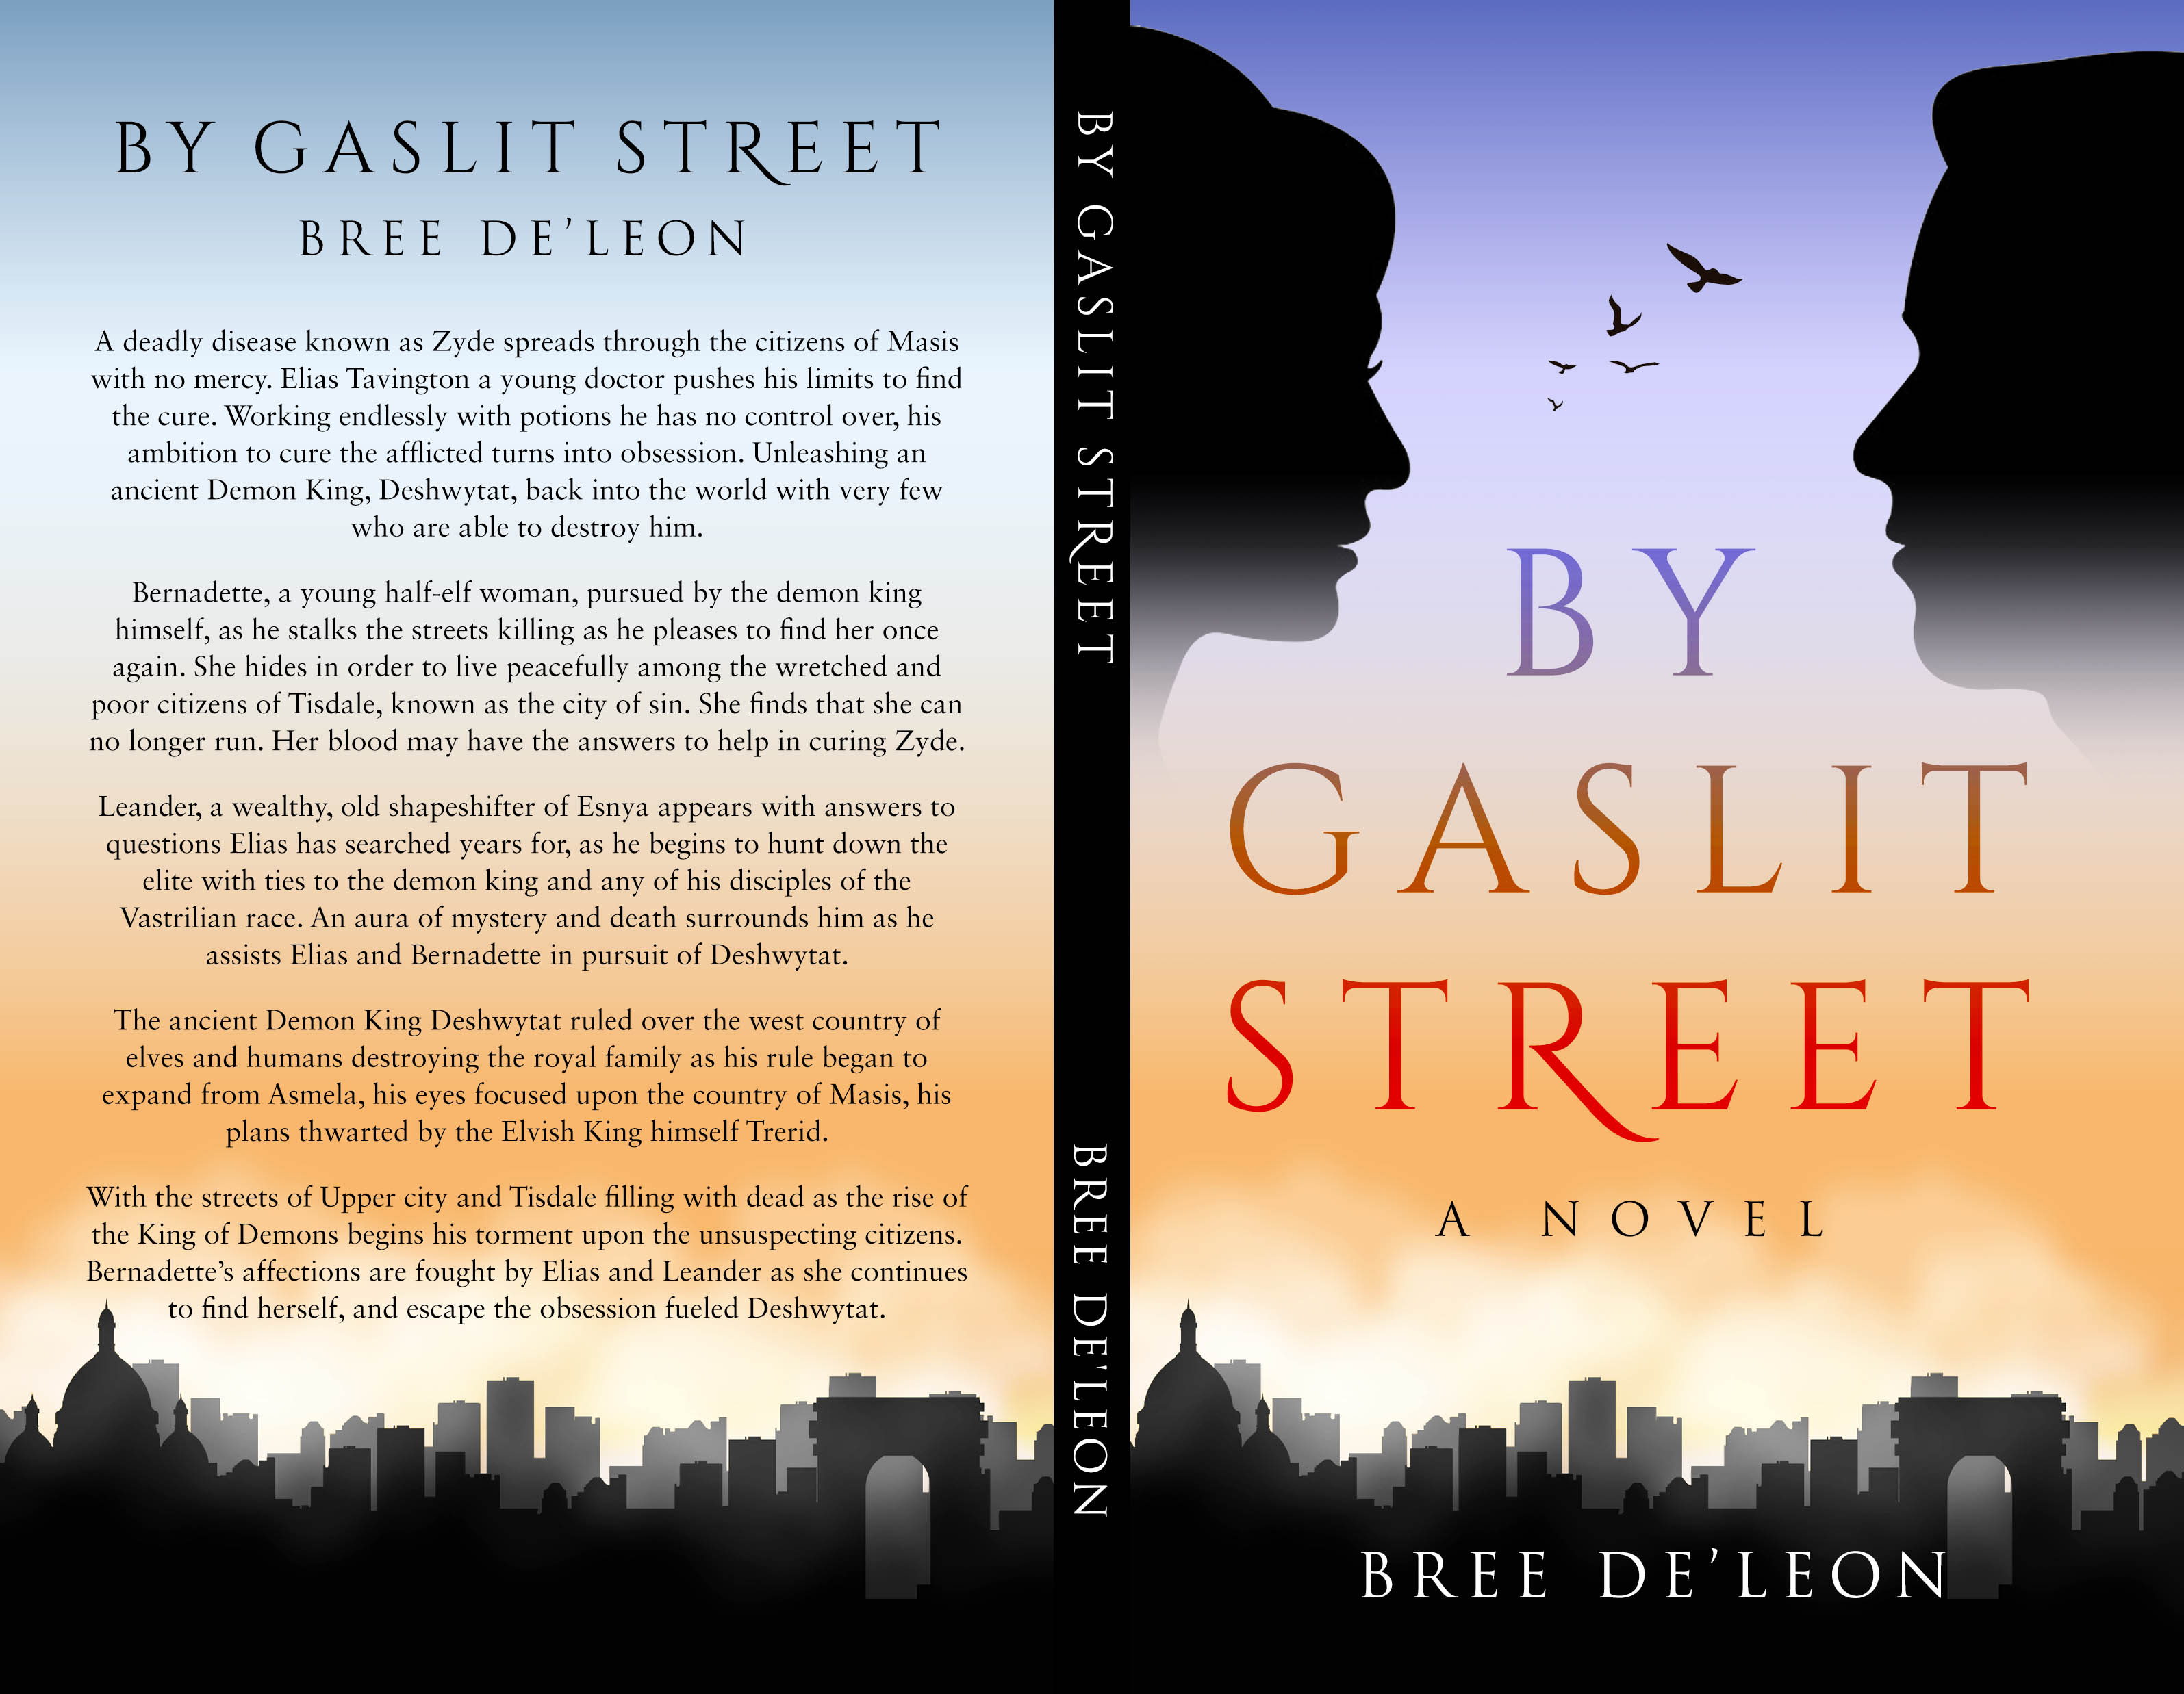 BY GASLIT STREET
BREE DE’LEON
A deadly disease known as Zyde spreads through the citizens of Masis
with no mercy. Elias Tavington a young doctor pushes his limits to find
the cure. Working endlessly with potions he has no control over, his
ambition to cure the afflicted turns into obsession. Unleashing an
ancient Demon King, Deshwytat, back into the world with very few
who are able to destroy him.
Bernadette, a young half-elf woman, pursued by the demon king
himself, as he stalks the streets killing as he pleases to find her once
again. She hides in order to live peacefully among the wretched and
poor citizens of Tisdale, known as the city of sin. She finds that she can
no longer run. Her blood may have the answers to help in curing Zyde.
Leander, a wealthy, old shapeshifter of Esnya appears with answers to
questions Elias has searched years for, as he begins to hunt down the
elite with ties to the demon king and any of his disciples of the
Vastrilian race. An aura of mystery and death surrounds him as he
assists Elias and Bernadette in pursuit of Deshwytat.
The ancient Demon King Deshwytat ruled over the west country of
elves and humans destroying the royal family as his rule began to
expand from Asmela, his eyes focused upon the country of Masis, his
plans thwarted by the Elvish King himself Trerid.
With the streets of Upper city and Tisdale filling with dead as the rise of
the King of Demons begins his torment upon the unsuspecting citizens.
Bernadette’s affections are fought by Elias and Leander as she continues
to find herself, and escape the obsession fueled Deshwytat.
BY GASLIT STREET
BREE DE'LEON
BY
GASLIT
STREET
A NOVEL
BREE DE’LEON